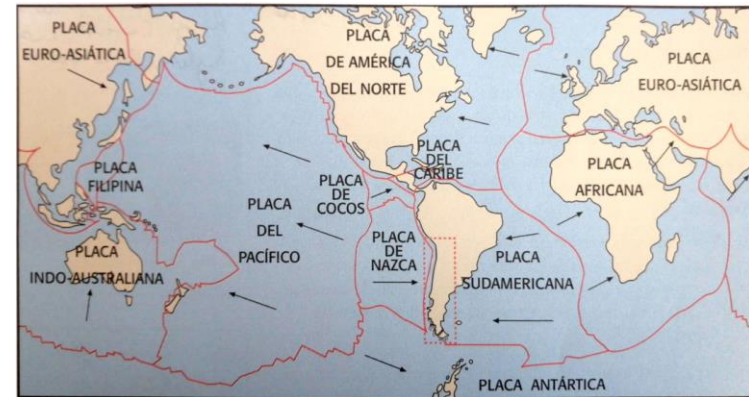 PLACA
EURO-ASIÁTICA
PLACA
DE AMÉRICA
DEL NORTE
PLACA
EURO-ASIÁTICA
PLACA
FILIPINA
PLACA
DEL
CARIBE
PLACA
DE
COCOS
PLACA
AFRICANA
PLACA
DEL
PACÍFICO
PLACA
DE
NAZCA
PLACA
INDO-AUSTRALIANA
PLACA
SUDAMERICANA
PLACA ANTÁRTICA